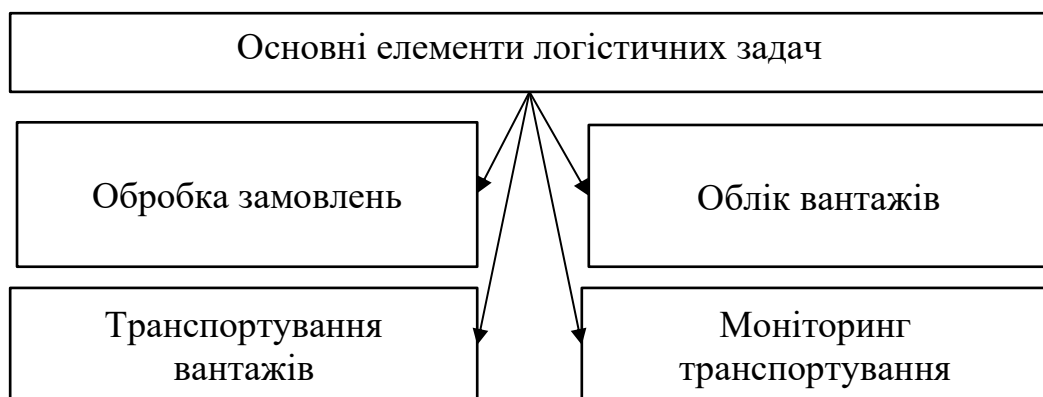 Основні елементи логістичних задач
Обробка замовлень
Облік вантажів
Транспортування
вантажів
Моніторинг
транспортування